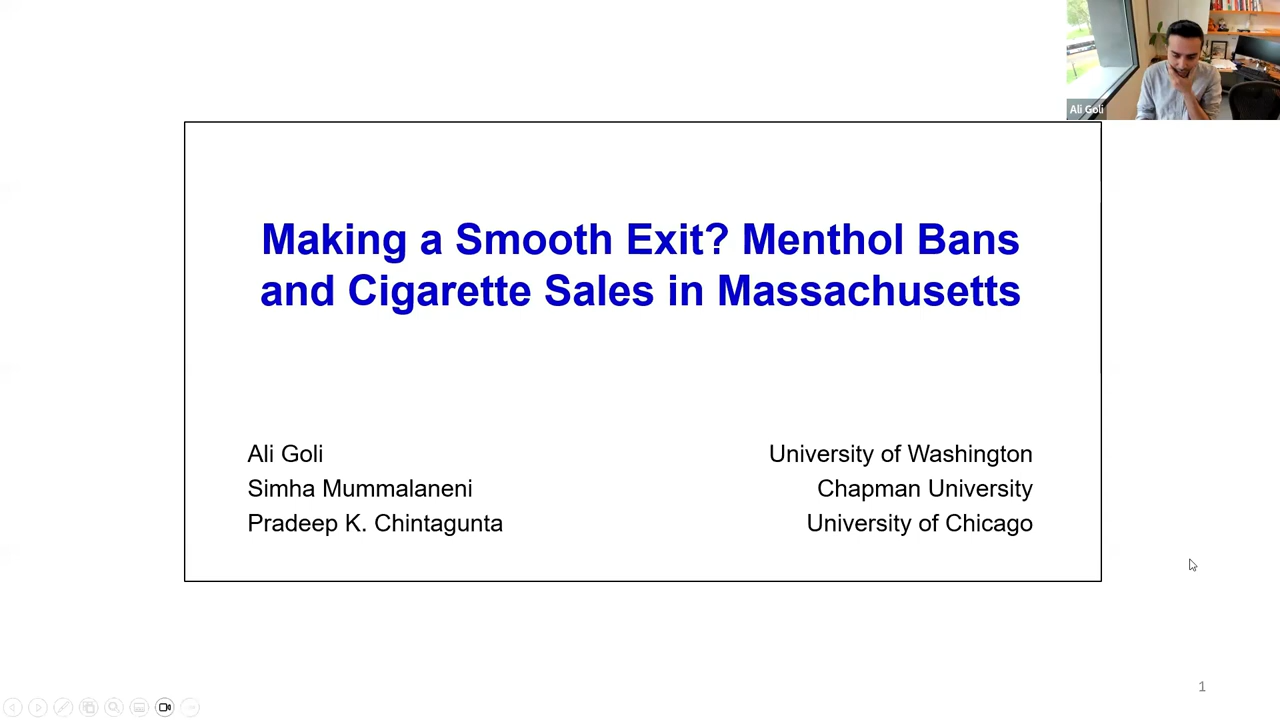 Ali Goli
Making a Smooth Exit? Menthol Bans
and Cigarette Sales in Massachusetts
Ali Goli University of Washington
Simha Mummalaneni Chapman University
Pradeep K. Chintagunta University of Chicago
1